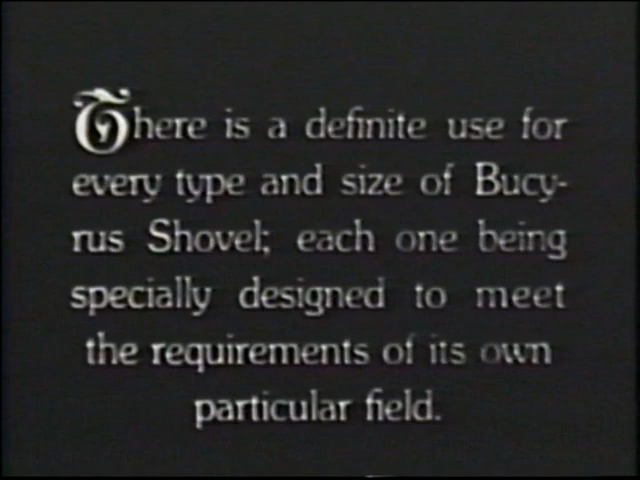 There is a definite use for
every type and size of Bucy-
rus Shovel; each one being
specially designed to meet
the requirements of its own
particular field.